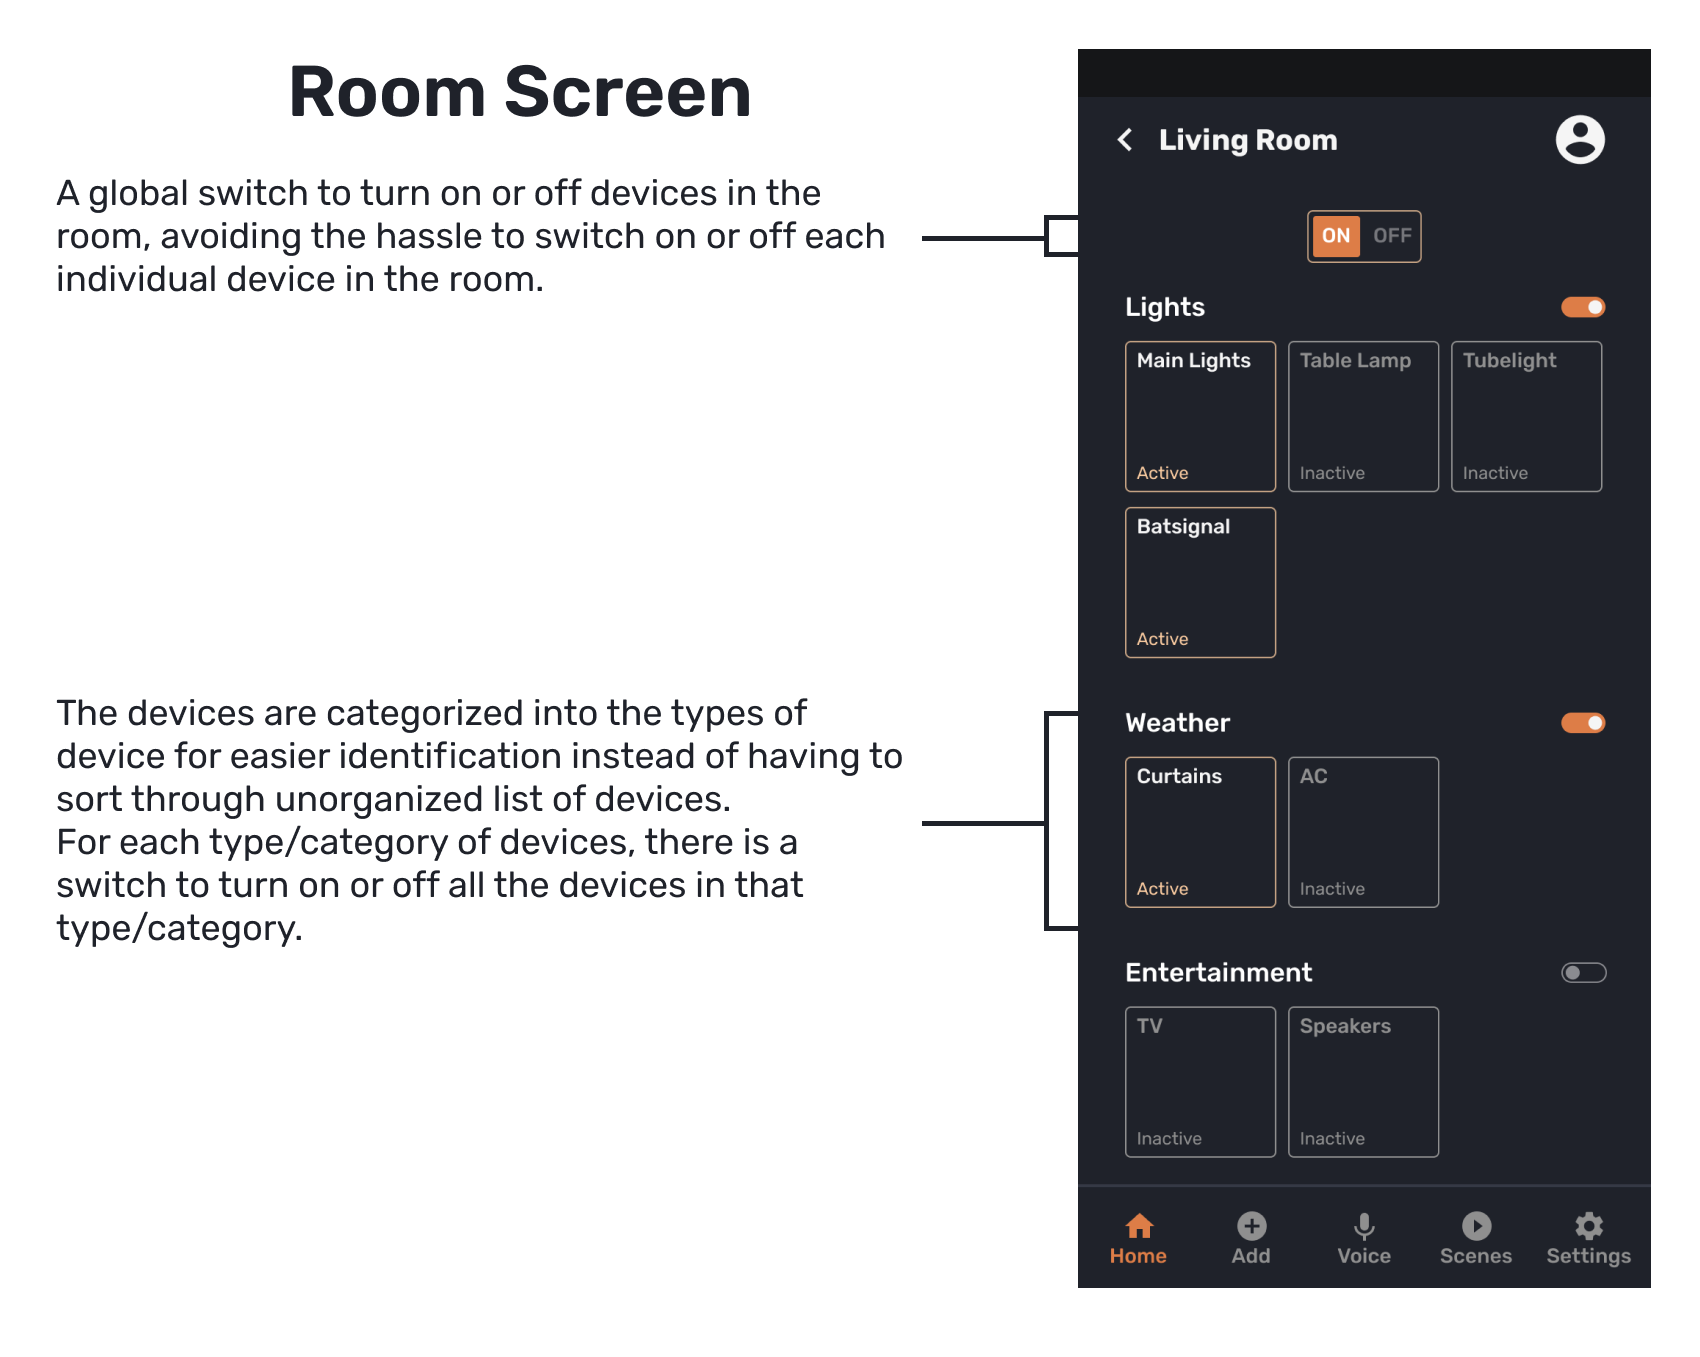 Room Screen
A global switch to turn on or off devices in the
room, avoiding the hassle to switch on or off each
individual device in the room.
The devices are categorized into the types of
device for easier identification instead of having to
sort through unorganized list of devices.
For each type/category of devices, there is a
switch to turn on or off all the devices in that
type/category.
Living Room
ON OFF
Lights
Main Lights Table Lamp Tubelight
Active Inactive Inactive
Batsignal
Active
Weather
Curtains AC
Active Inactive
Entertainment
TV Speakers
Inactive Inactive
Home Add Voice Scenes Settings